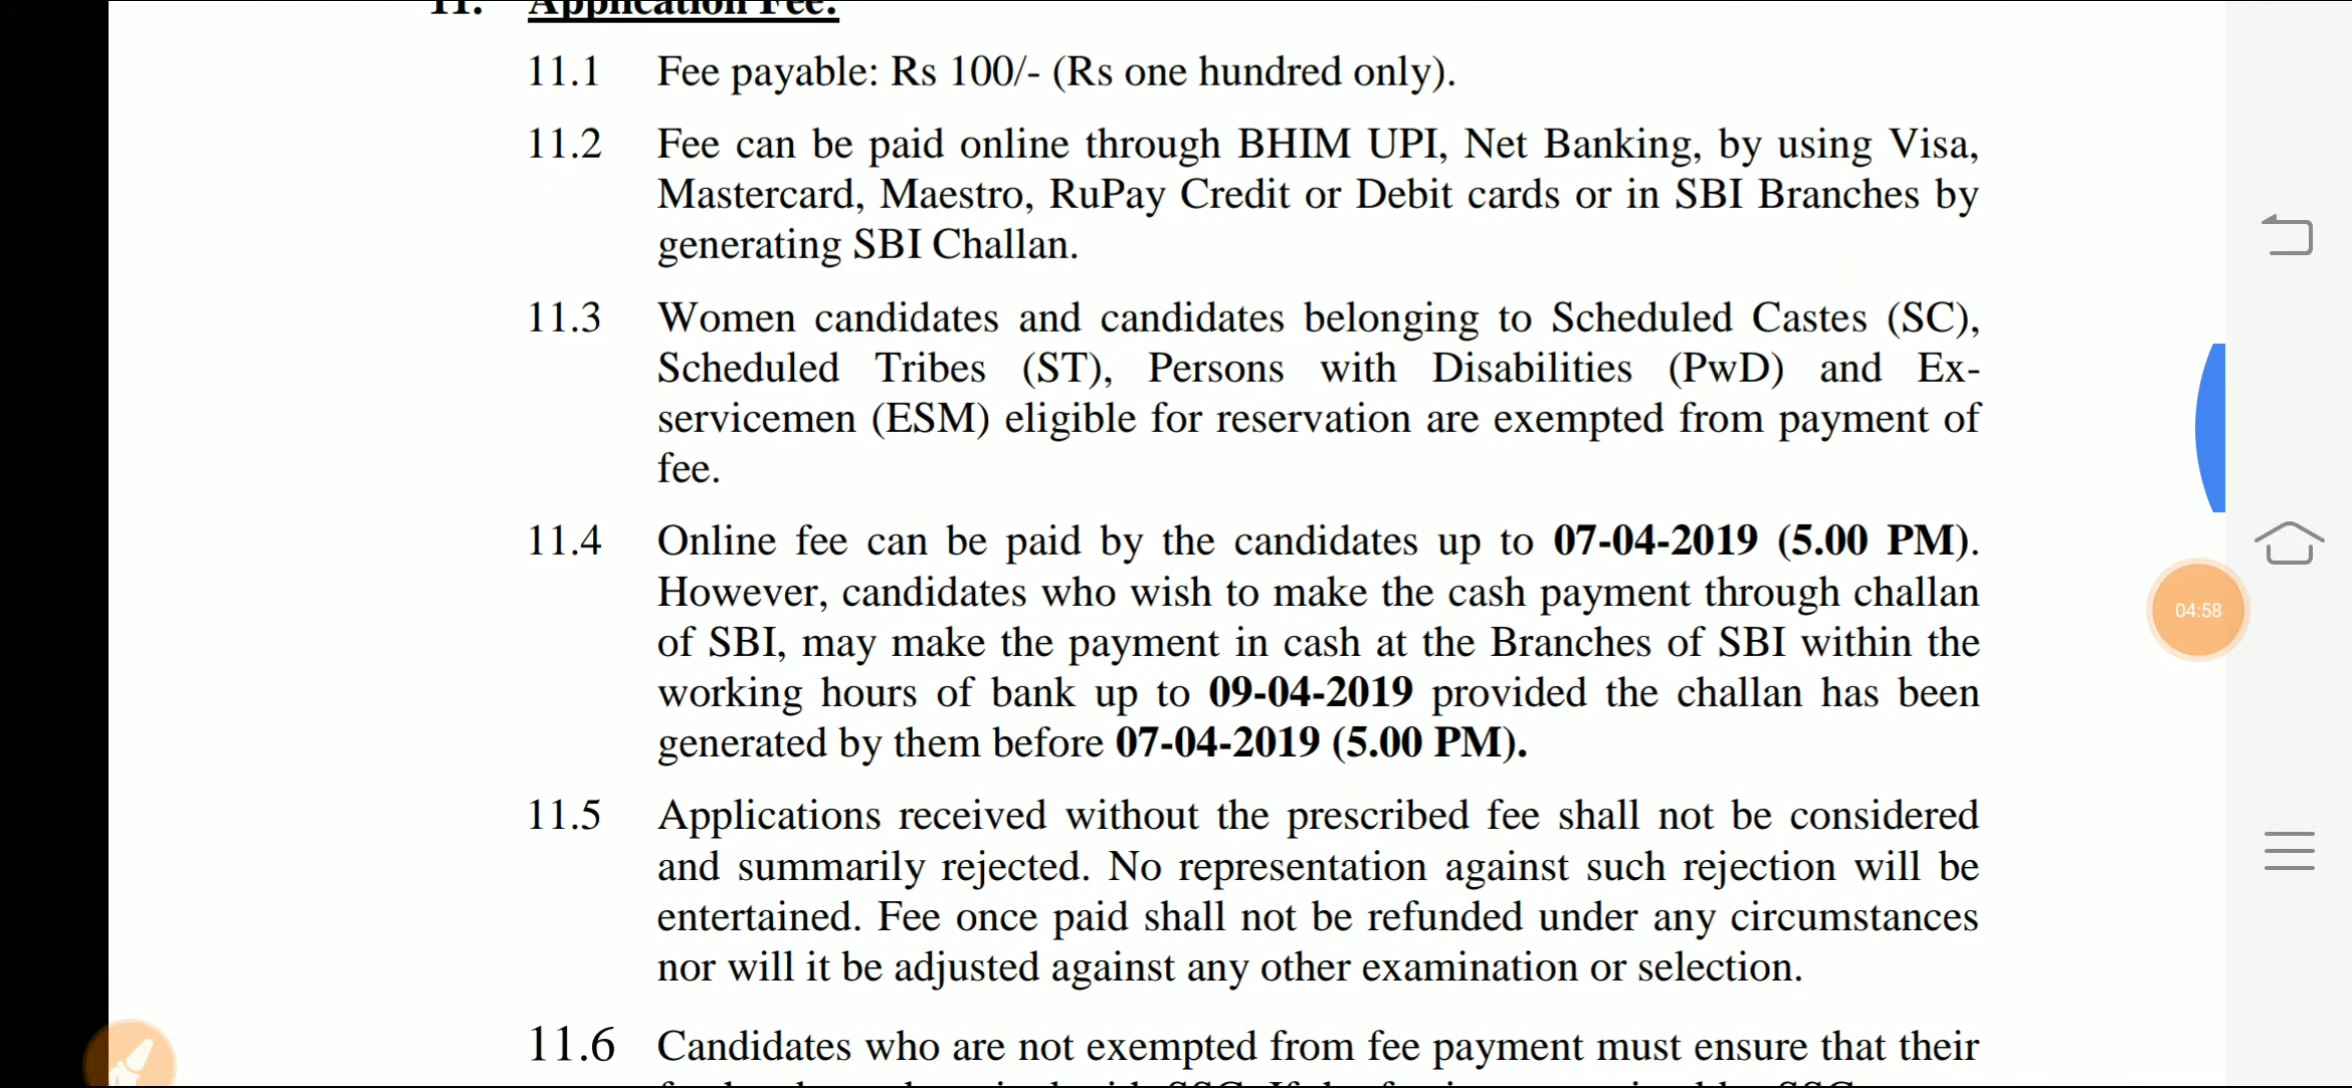 11. Application Fee:
11.1 Fee payable: Rs 100/- (Rs one hundred only).
11.2 Fee can be paid online through BHIM UPI, Net Banking, by using Visa,
Mastercard, Maestro, RuPay Credit or Debit cards or in SBI Branches by
generating SBI Challan.
11.3 Women candidates and candidates belonging to Scheduled Castes (SC),
Scheduled Tribes (ST), Persons with Disabilities (PwD) and Ex-
servicemen (ESM) eligible for reservation are exempted from payment of
fee.
11.4 Online fee can be paid by the candidates up to 07-04-2019 (5.00 PM).
However, candidates who wish to make the cash payment through challan
of SBI, may make the payment in cash at the Branches of SBI within the
working hours of bank up to 09-04-2019 provided the challan has been
generated by them before 07-04-2019 (5.00 PM).
04:58
11.5 Applications received without the prescribed fee shall not be considered
and summarily rejected. No representation against such rejection will be
entertained. Fee once paid shall not be refunded under any circumstances
nor will it be adjusted against any other examination or selection.
11.6 Candidates who are not exempted from fee payment must ensure that their